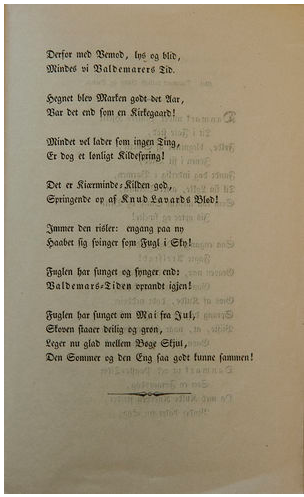 Derfor med Vemod, lys og blid,
Mindes vi Valdemarers Tid.
Hegnet blev Marken godt det Aar,
Var det end som en Kirkegaard!
Mindet vel lader som ingen Ting,
Er dog et lønligt Kildespring!
Det er Kiærminde-Kilden god,
Springende op af Knud Lavards Blod!
Immer den risler: engang paa ny
Haabet sig svinger som Fugl i Sky!
Fuglen har sunget og synger end:
Valdemars-Tiden oprandt igjen!
Fuglen har sunget om Mai fra Jul,
Skoven staaer deilig og grøn,
Leger nu glad mellem Bøge Skjul,
Den Sommer og den Eng saa godt kunne sammen!